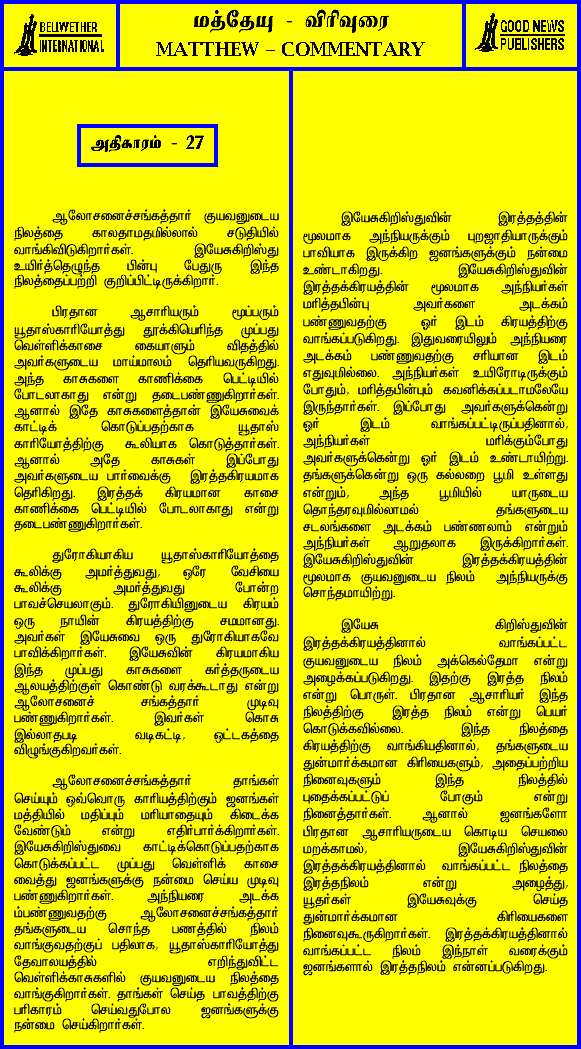 BELIWETHER
INTERNATIONAL
மத்தேயு - விரிவுரை
MATTHEW – COMMENTARY
GOOD NEWS
PUBLISHERS
அதிகாரம் - 27
ஆலோசனைச்சங்கத்தார் குயவனுடைய
நிலத்தை காலதாமதமில்லால் சடுதியில்
வாங்கிவிடுகிறார்கள். இயேசுகிறிஸ்து
உயிர்த்தெழுந்த பின்பு பேதுரு இந்த
நிலத்தைப்பற்றி குறிப்பிட்டிருக்கிறார்.
பிரதான ஆசாரியரும் மூப்பரும்
யூதாஸ்காரியோத்து தூக்கியெரிந்த முப்பது
வெள்ளிக்காசை கையாளும் விதத்தில்
அவர்களுடைய மாய்மாலம் தெரியவருகிறது.
அந்த காசுகளை காணிக்கை பெட்டியில்
போடலாகாது என்று தடைபண்ணுகிறார்கள்.
ஆனால் இதே காசுகளைத்தான் இயேசுவைக்
காட்டிக் கொடுப்பதற்காக யூதாஸ்
காரியோத்திற்கு கூலியாக கொடுத்தார்கள்.
ஆனால் அதே காசுகள் இப்போது
அவர்களுடைய பார்வைக்கு இரத்தகிரயமாக
தெரிகிறது. இரத்தக் கிரயமான காசை
காணிக்கை பெட்டியில் போடலாகாது என்று
தடைபண்ணுகிறார்கள்.
துரோகியாகிய யூதாஸ்காரியோத்தை
கூலிக்கு அமர்த்துவது, ஒரே வேசியை
கூலிக்கு அமர்த்துவது போன்ற
பாவச்செயலாகும். துரோகியினுடைய கிரயம்
ஒரு நாயின் கிரயத்திற்கு சமமானது.
அவர்கள் இயேசுவை ஒரு துரோகியாகவே
பாவிக்கிறார்கள். இயேசுவின் கிரயமாகிய
இந்த முப்பது காசுகளை கர்த்தருடைய
ஆலயத்திற்குள் கொண்டு வரக்கூடாது என்று
ஆலோசனைச் சங்கத்தார் முடிவு
பண்ணுகிறார்கள். இவர்கள் கொசு
இல்லாதபடி வடிகட்டி, ஒட்டகத்தை
விழுங்குகிறவர்கள்.
ஆலோசனைச்சங்கத்தார் தாங்கள்
செய்யும் ஒவ்வொரு காரியத்திற்கும் ஜனங்கள்
மத்தியில் மதிப்பும் மரியாதையும் கிடைக்க
வேண்டும் என்று எதிர்பார்க்கிறார்கள்.
இயேசுகிறிஸ்துவை காட்டிக்கொடுப்பதற்காக
கொடுக்கப்பட்ட முப்பது வெள்ளிக் காசை
வைத்து ஜனங்களுக்கு நன்மை செய்ய முடிவு
பண்ணுகிறார்கள். அந்நியரை அடக்க
ம்பண்ணுவதற்கு ஆலோசனைச்சங்கத்தார்
தங்களுடைய சொந்த பணத்தில் நிலம்
வாங்குவதற்குப் பதிலாக, யூதாஸ்காரியோத்து
தேவாலயத்தில் எறிந்துவிட்ட
வெள்ளிக்காசுகளில் குயவனுடைய நிலத்தை
வாங்குகிறார்கள். தாங்கள் செய்த பாவத்திற்கு
பரிகாரம் செய்வதுபோல ஜனங்களுக்கு
நன்மை செய்கிறார்கள்.
இயேசுகிறிஸ்துவின் இரத்தத்தின்
மூலமாக அந்நியருக்கும் புறஜாதியாருக்கும்
பாவியாக இருக்கிற ஜனங்களுக்கும் நன்மை
உண்டாகிறது. இயேசுகிறிஸ்துவின்
இரத்தக்கிரயத்தின் மூலமாக அந்நியர்கள்
மரித்தபின்பு அவர்களை அடக்கம்
பண்ணுவதற்கு ஓர் இடம் கிரயத்திற்கு
வாங்கப்படுகிறது. இதுவரையிலும் அந்நியரை
அடக்கம் பண்ணுவதற்கு சரியான இடம்
எதுவுமில்லை. அந்நியர்கள் உயிரோடிருக்கும்
போதும், மரித்தபின்பும் கவனிக்கப்படாமலேயே
இருந்தார்கள். இப்போது அவர்களுக்கென்று
ஓர் இடம் வாங்கப்பட்டிருப்பதினால்,
அந்நியர்கள் மரிக்கும்போது
அவர்களுக்கென்று ஓர் இடம் உண்டாயிற்று.
தங்களுக்கென்று ஒரு கல்லறை பூமி உள்ளது
என்றும், அந்த பூமியில் யாருடைய
தொந்தரவுமில்லாமல் தங்களுடைய
சடலங்களை அடக்கம் பண்ணலாம் என்றும்
அந்நியர்கள் ஆறுதலாக இருக்கிறார்கள்.
இயேசுகிறிஸ்துவின் இரத்தக்கிரயத்தின்
மூலமாக குயவனுடைய நிலம் அந்நியருக்கு
சொந்தமாயிற்று.
இயேசு கிறிஸ்துவின்
இரத்தக்கிரயத்தினால் வாங்கப்பட்ட
குயவனுடைய நிலம் அக்கெல்தேமா என்று
அழைக்கப்படுகிறது. இதற்கு இரத்த நிலம்
என்று பொருள். பிரதான ஆசாரியர் இந்த
நிலத்திற்கு இரத்த நிலம் என்று பெயர்
கொடுக்கவில்லை. இந்த நிலத்தை
கிரயத்திற்கு வாங்கியதினால், தங்களுடைய
துன்மார்க்கமான கிரியைகளும், அதைப்பற்றிய
நினைவுகளும் இந்த நிலத்தில்
புதைக்கப்பட்டுப் போகும் என்று
நினைத்தார்கள். ஆனால் ஜனங்களோ
பிரதான ஆசாரியருடைய கொடிய செயலை
மறக்காமல், இயேசுகிறிஸ்துவின்
இரத்தக்கிரயத்தினால் வாங்கப்பட்ட நிலத்தை
இரத்தநிலம் என்று அழைத்து,
யூதர்கள் இயேசுவுக்கு செய்த
துன்மார்க்கமான கிரியைகளை
நினைவுகூருகிறார்கள். இரத்தக்கிரயத்தினால்
வாங்கப்பட்ட நிலம் இந்நாள் வரைக்கும்
ஜனங்களால் இரத்தநிலம் என்னப்படுகிறது.